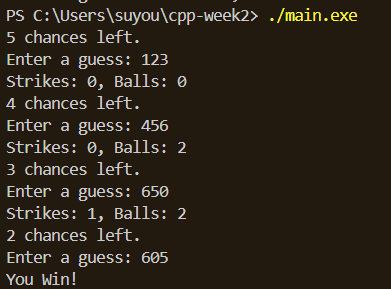 PS C:\Users\suyou\cpp-week2> ./main.exe
5 chances left.
Enter a guess: 123
Strikes: 0, Balls: 0
4 chances left.
Enter a guess: 456
Strikes: 0, Balls: 2
3 chances left.
Enter a guess: 650
Strikes: 1, Balls: 2
2 chances left.
Enter a guess: 605
You Win!